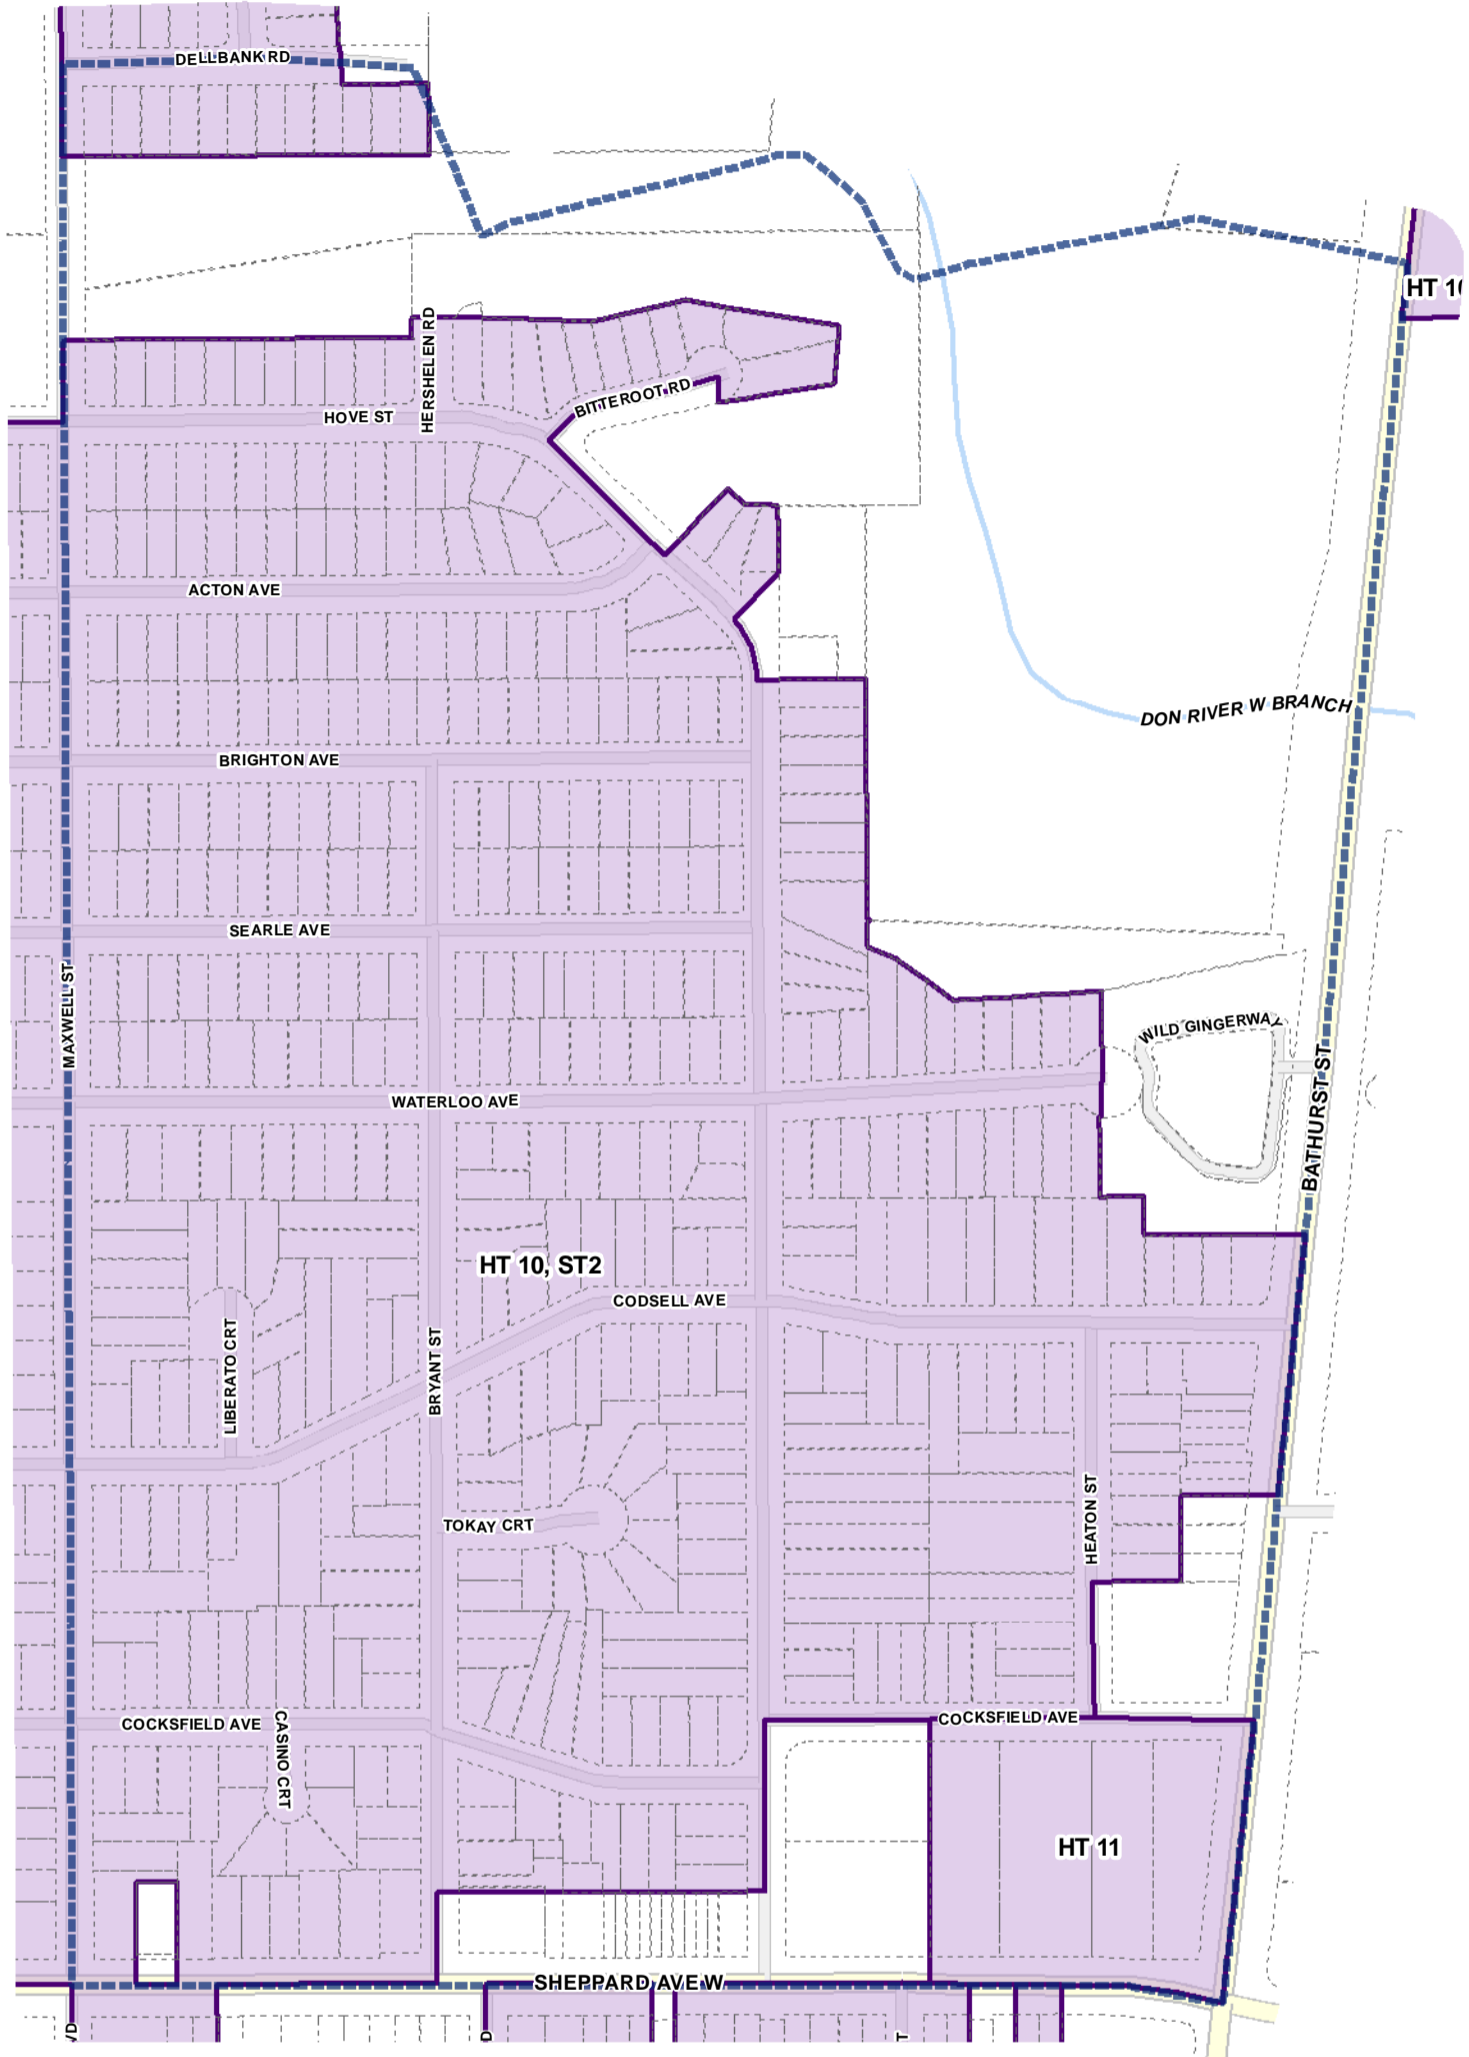 DELLBANK RD
HT 1
HERSHELEN RD
BITTEROOT RD
HOVE ST
ACTON AVE
DON RIVER W BRANCH
BRIGHTON AVE
SEARLE AVE
MAXWELL ST
WILD GINGERWAY
WATERLOO AVE
BATHURST ST
HT 10, ST2
CODSELL AVE
LIBERATO CRT
BRYANT ST
TOKAY CRT
HEATON ST
COCKSFIELD AVE
COCKSFIELD AVE
CASINO CRT
HT 11
SHEPPARD AVE W
D
D
T